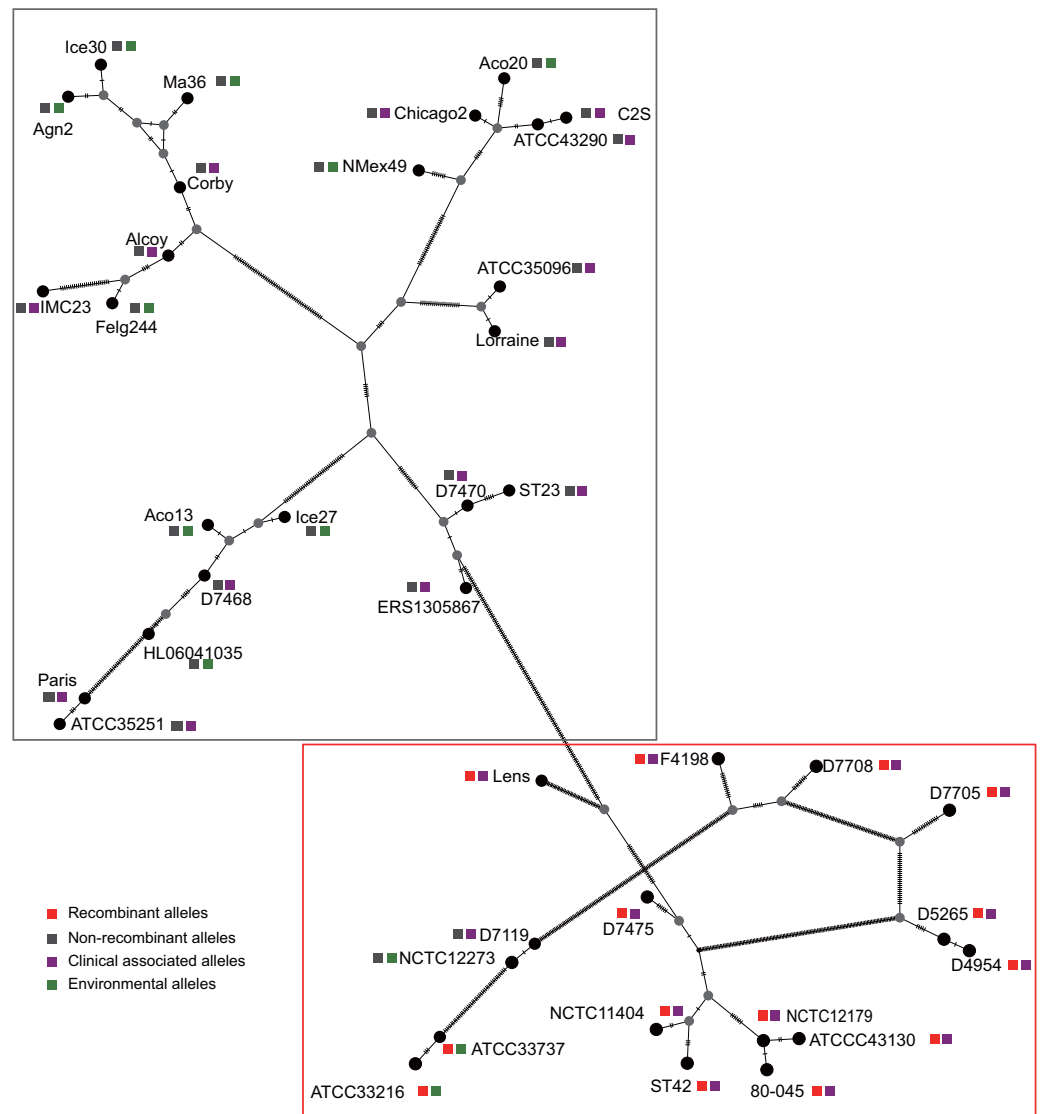 Ice30
Ma36
Agn2
Corby
Alcoy
IMC23
Felg244
Aco20
Chicago2
C2S
ATCC43290
NMex49
ATCC35096
Lorraine
D7470
ST23
Aco13
Ice27
D7468
ERS1305867
HL06041035
Paris
ATCC35251
F4198
D7708
Lens
D7705
D7475
D5265
D7119
NCTC12273
D4954
NCTC11404
NCTC12179
ATCCC43130
ATCC33737
ST42
80-045
ATCC33216
Recombinant alleles
Non-recombinant alleles
Clinical associated alleles
Environmental alleles